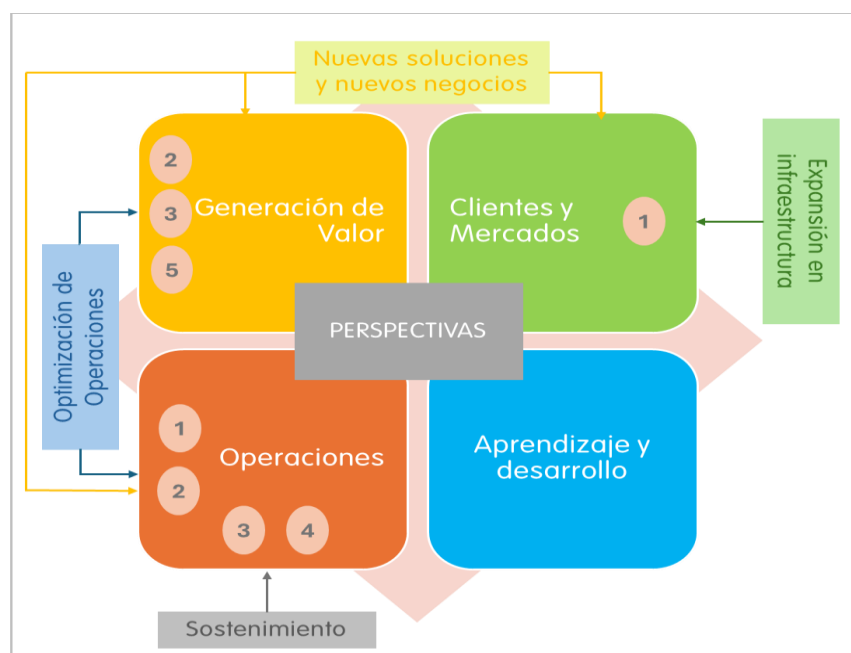 Nuevas soluciones
y nuevos negocios
2
3
5
Generación de
Valor
Clientes y
Mercados
1
Expansión en
infraestructura
Optimización de
Operaciones
PERSPECTIVAS
1
2
3
4
Operaciones
Aprendizaje y
desarrollo
Sostenimiento